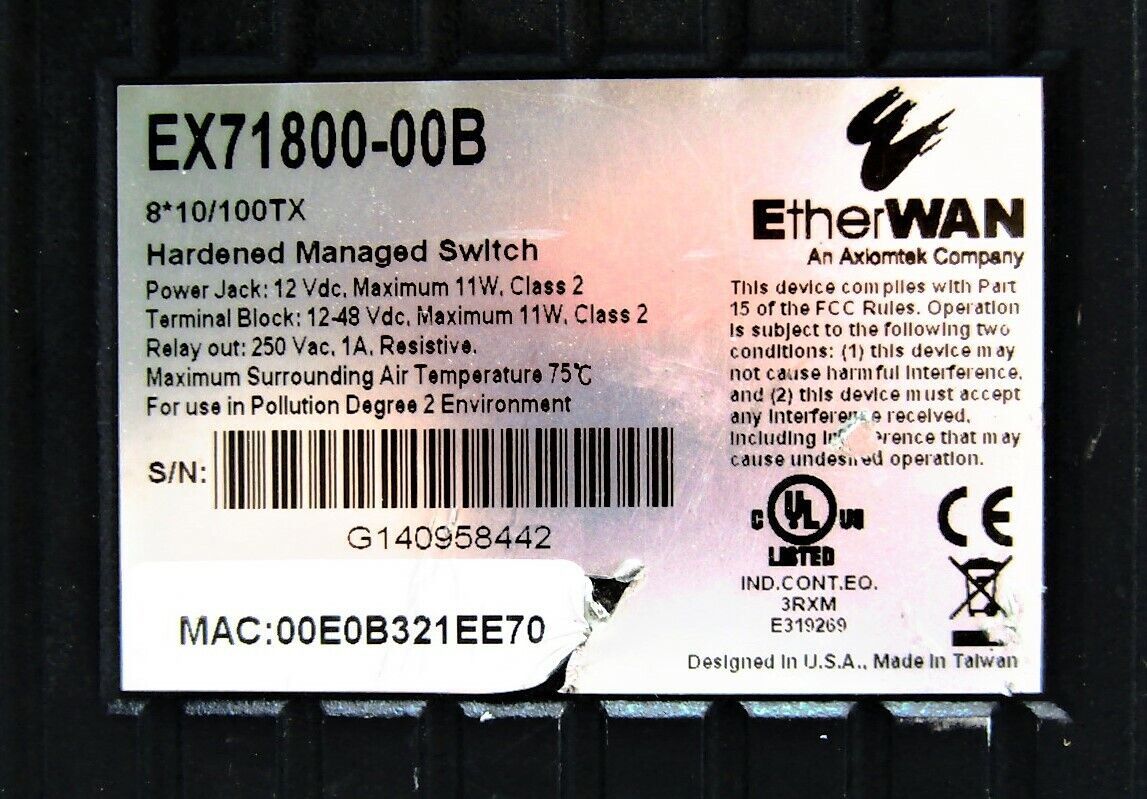 EX71800-00B
8*10/100TX
Hardened Managed Switch
Power Jack: 12 Vdc, Maximum 11W, Class 2
Terminal Block: 12-48 Vdc, Maximum 11W, Class 2
Relay out: 250 Vac, 1A, Resistive.
Maximum Surrounding Air Temperature 75℃
For use in Pollution Degree 2 Environment
S/N:
G140958442
MAC:00E0B321EE70
EtherWAN
An Axiomtek Company
This device complies with Part
15 of the FCC Rules. Operation
is subject to the following two
conditions: (1) this device may
not cause harmful interference,
and (2) this device must accept
any interference received,
including that may
cause undesired operation.
C UL US
LISTED
IND.CONT.EQ.
3RXM
E319269
CE
Designed in U.S.A., Made in Taiwan